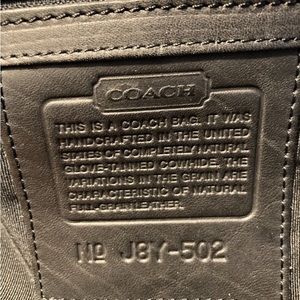 COACH
THIS IS A COACH BAG. IT WAS
HANDCRAFTED IN THE UNITED
STATES OF COMPLETELY NATURAL
GLOVE-TANNED COWHIDE. THE
VARIATIONS IN THE GRAIN ARE
CHARACTERISTIC OF NATURAL
FULL-GRAIN LEATHER.
Nº J8Y-502